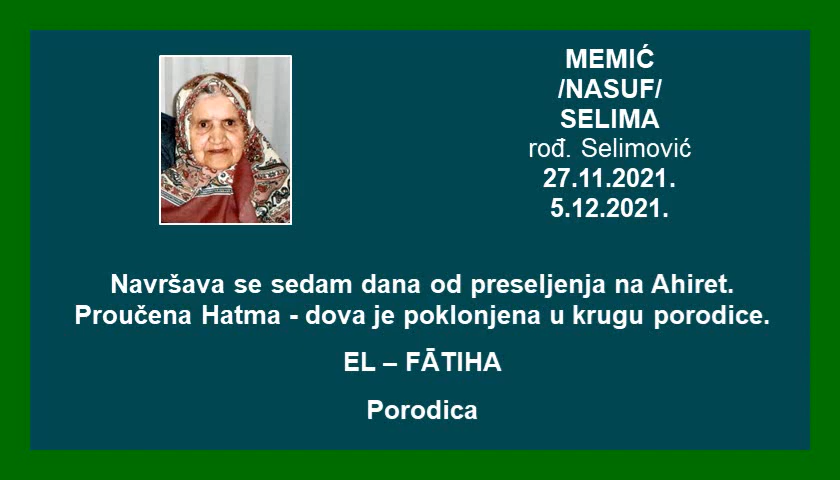 MEMIĆ
/NASUF/
SELIMA
rođ. Selimović
27.11.2021.
5.12.2021.
Navršava se sedam dana od preseljenja na Ahiret.
Proučena Hatma - dova je poklonjena u krugu porodice.
EL – FĀTIHA
Porodica